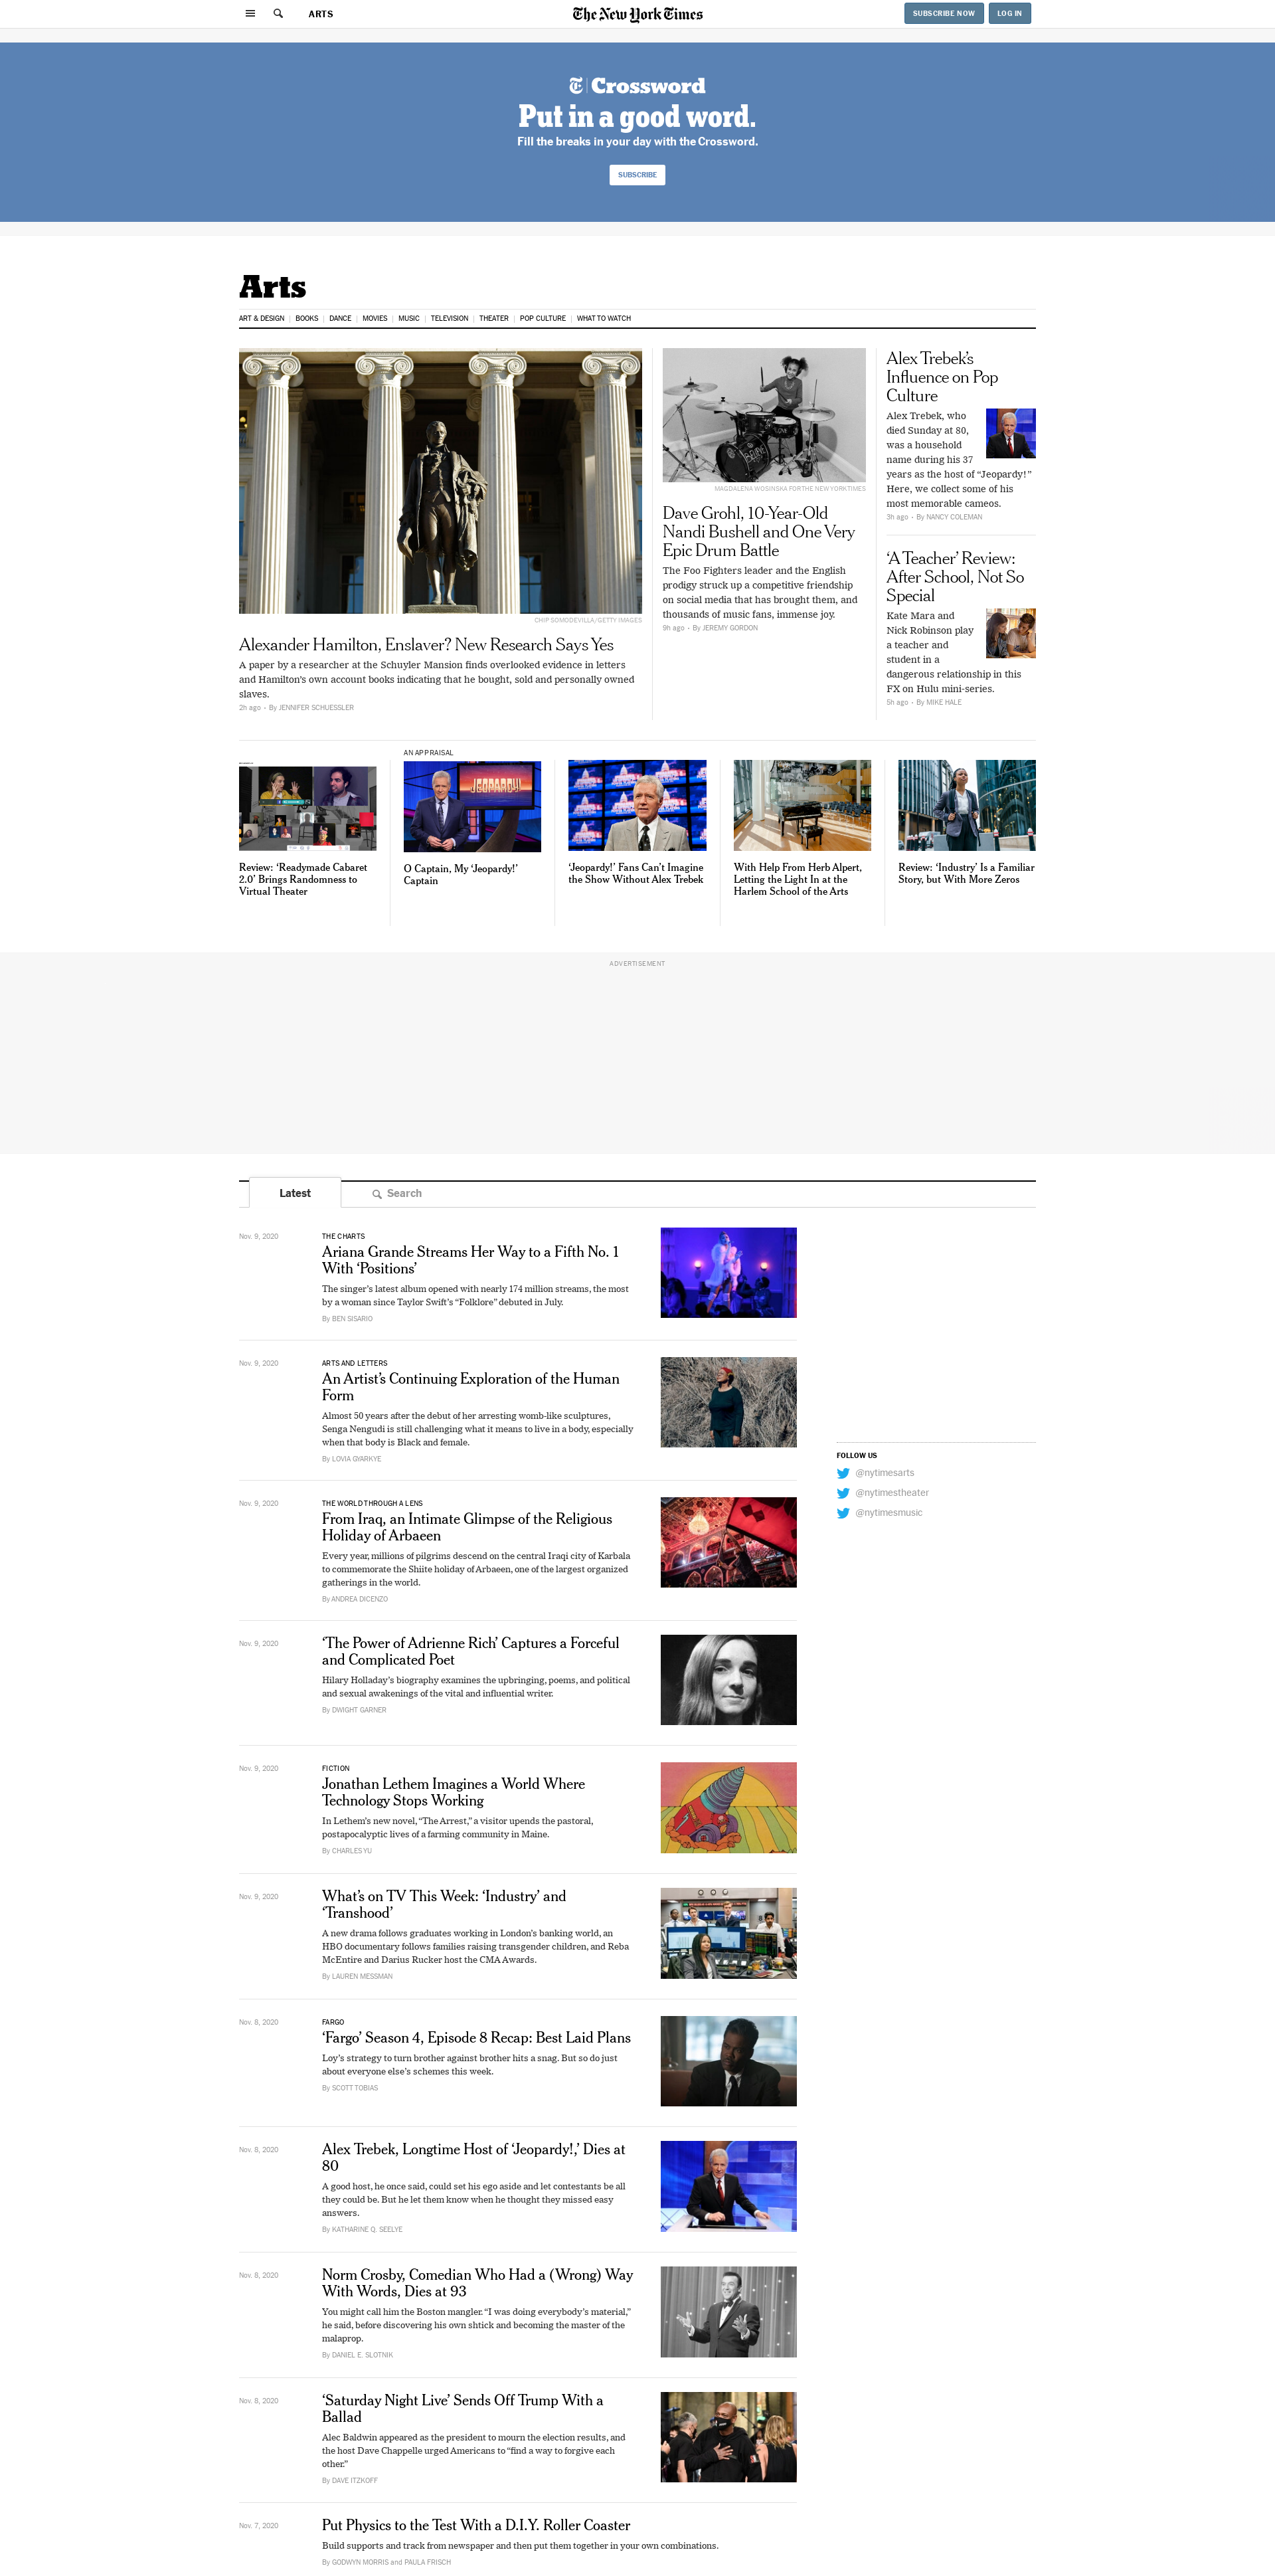 ARTS
The New York Times
SUBSCRIBE NOW
LOG IN
T | Crossword
Put in a good word.
Fill the breaks in your day with the Crossword.
SUBSCRIBE
Arts
ART & DESIGN | BOOKS | DANCE | MOVIES | MUSIC | TELEVISION | THEATER | POP CULTURE | WHAT TO WATCH
CHIP SOMODEVILLA/GETTY IMAGES
Alexander Hamilton, Enslaver? New Research Says Yes
A paper by a researcher at the Schuyler Mansion finds overlooked evidence in letters
and Hamilton's own account books indicating that he bought, sold and personally owned
slaves.
2h ago • By JENNIFER SCHUESSLER
MAGDALENA WOSINSKA FOR THE NEW YORK TIMES
Dave Grohl, 10-Year-Old
Nandi Bushell and One Very
Epic Drum Battle
The Foo Fighters leader and the English
prodigy struck up a competitive friendship
on social media that has brought them, and
thousands of music fans, immense joy.
9h ago • By JEREMY GORDON
Alex Trebek's
Influence on Pop
Culture
Alex Trebek, who
died Sunday at 80,
was a household
name during his 37
years as the host of “Jeopardy!”
Here, we collect some of his
most memorable cameos.
3h ago • By NANCY COLEMAN
‘A Teacher’ Review:
After School, Not So
Special
Kate Mara and
Nick Robinson play
a teacher and
student in a
dangerous relationship in this
FX on Hulu mini-series.
5h ago • By MIKE HALE
Review: ‘Readymade Cabaret
2.0’ Brings Randomness to
Virtual Theater
AN APPRAISAL
JEOPARDY!
O Captain, My ‘Jeopardy!’
Captain
‘Jeopardy!’ Fans Can’t Imagine
the Show Without Alex Trebek
With Help From Herb Alpert,
Letting the Light In at the
Harlem School of the Arts
Review: ‘Industry’ Is a Familiar
Story, but With More Zeros
ADVERTISEMENT
Latest
Search
Nov. 9, 2020
THE CHARTS
Ariana Grande Streams Her Way to a Fifth No. 1
With ‘Positions’
The singer’s latest album opened with nearly 174 million streams, the most
by a woman since Taylor Swift’s “Folklore” debuted in July.
By BEN SISARIO
Nov. 9, 2020
ARTS AND LETTERS
An Artist’s Continuing Exploration of the Human
Form
Almost 50 years after the debut of her arresting womb-like sculptures,
Senga Nengudi is still challenging what it means to live in a body, especially
when that body is Black and female.
By LOVIA GYARKYE
FOLLOW US
@nytimesarts
@nytimestheater
@nytimesmusic
Nov. 9, 2020
THE WORLD THROUGH A LENS
From Iraq, an Intimate Glimpse of the Religious
Holiday of Arbaeen
Every year, millions of pilgrims descend on the central Iraqi city of Karbala
to commemorate the Shiite holiday of Arbaeen, one of the largest organized
gatherings in the world.
By ANDREA DICENZO
Nov. 9, 2020
‘The Power of Adrienne Rich’ Captures a Forceful
and Complicated Poet
Hilary Holladay’s biography examines the upbringing, poems, and political
and sexual awakenings of the vital and influential writer.
By DWIGHT GARNER
Nov. 9, 2020
FICTION
Jonathan Lethem Imagines a World Where
Technology Stops Working
In Lethem’s new novel, “The Arrest,” a visitor upends the pastoral,
postapocalyptic lives of a farming community in Maine.
By CHARLES YU
Nov. 9, 2020
What’s on TV This Week: ‘Industry’ and
‘Transhood’
A new drama follows graduates working in London’s banking world, an
HBO documentary follows families raising transgender children, and Reba
McEntire and Darius Rucker host the CMA Awards.
By LAUREN MESSMAN
Nov. 8, 2020
FARGO
‘Fargo’ Season 4, Episode 8 Recap: Best Laid Plans
Loy’s strategy to turn brother against brother hits a snag. But so do just
about everyone else’s schemes this week.
By SCOTT TOBIAS
Nov. 8, 2020
Alex Trebek, Longtime Host of ‘Jeopardy!,’ Dies at
80
A good host, he once said, could set his ego aside and let contestants be all
they could be. But he let them know when he thought they missed easy
answers.
By KATHARINE Q. SEELYE
Nov. 8, 2020
Norm Crosby, Comedian Who Had a (Wrong) Way
With Words, Dies at 93
You might call him the Boston mangler. “I was doing everybody’s material,”
he said, before discovering his own shtick and becoming the master of the
malaprop.
By DANIEL E. SLOTNIK
Nov. 8, 2020
‘Saturday Night Live’ Sends Off Trump With a
Ballad
Alec Baldwin appeared as the president to mourn the election results, and
the host Dave Chappelle urged Americans to “find a way to forgive each
other.”
By DAVE ITZKOFF
Nov. 7, 2020
Put Physics to the Test With a D.I.Y. Roller Coaster
Build supports and track from newspaper and then put them together in your own combinations.
By GODWYN MORRIS and PAULA FRISCH